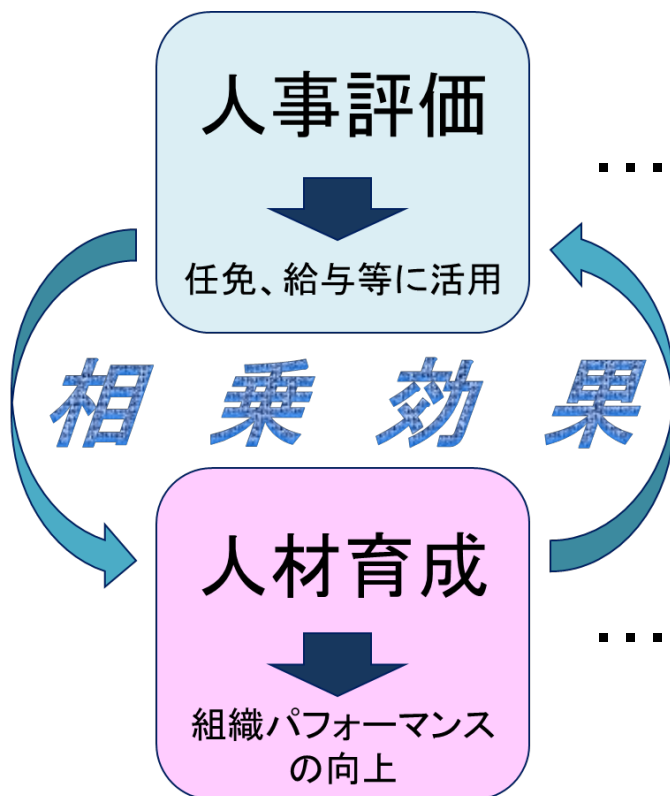 人事評価
・・・
任免、給与等に活用
相乗効果
人材育成
・・・
組織パフォーマンス
の向上